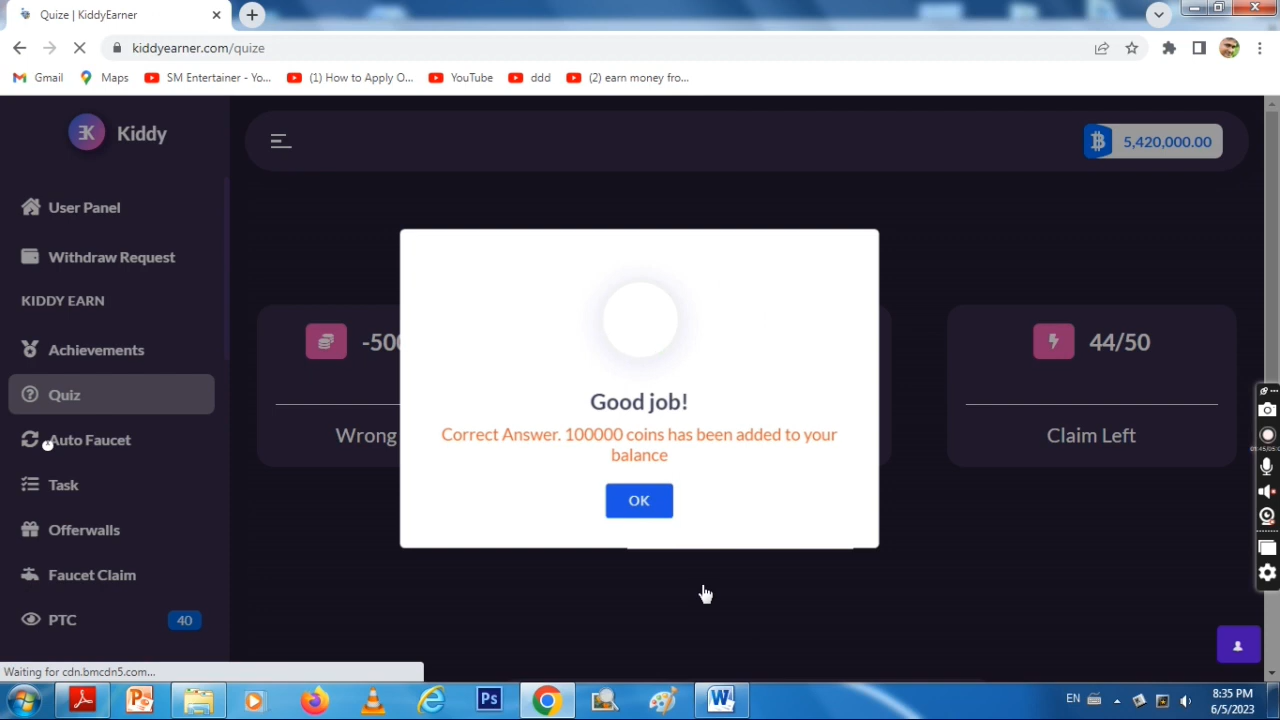 Quize | KiddyEarner
kiddyearner.com/quize
Gmail
Maps
SM Entertainer - Yo...
(1) How to Apply O...
YouTube
ddd
(2) earn money fro...
Kiddy
5,420,000.00
User Panel
Withdraw Request
KIDDY EARN
Achievements
Quiz
Auto Faucet
Task
Offerwalls
Faucet Claim
PTC
40
-500
Wrong
44/50
Claim Left
Good job!
Correct Answer. 100000 coins has been added to your
balance
OK
Waiting for cdn.bmcdn5.com...
Ps
EN
8:35 PM
6/5/2023